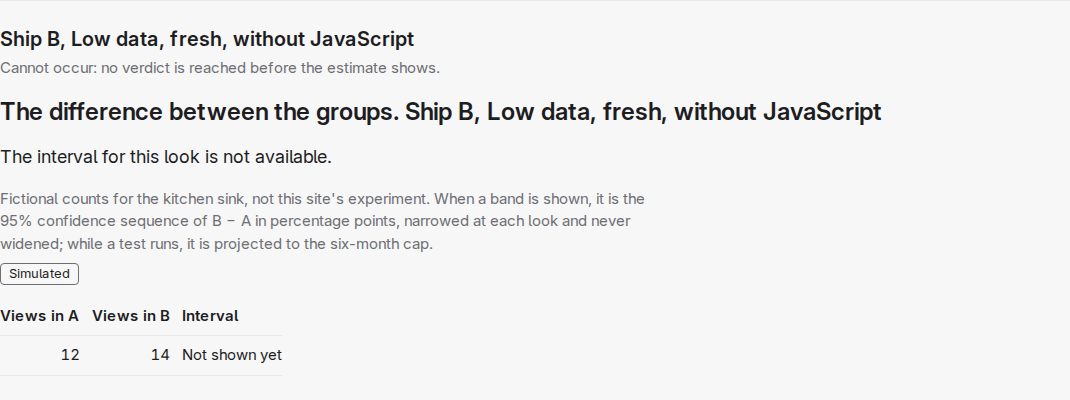 Ship B, Low data, fresh, without JavaScript
Cannot occur: no verdict is reached before the estimate shows.
The difference between the groups. Ship B, Low data, fresh, without JavaScript
The interval for this look is not available.
Fictional counts for the kitchen sink, not this site's experiment. When a band is shown, it is the
95% confidence sequence of B − A in percentage points, narrowed at each look and never
widened; while a test runs, it is projected to the six-month cap.
Simulated
Views in A Views in B Interval
12 14 Not shown yet